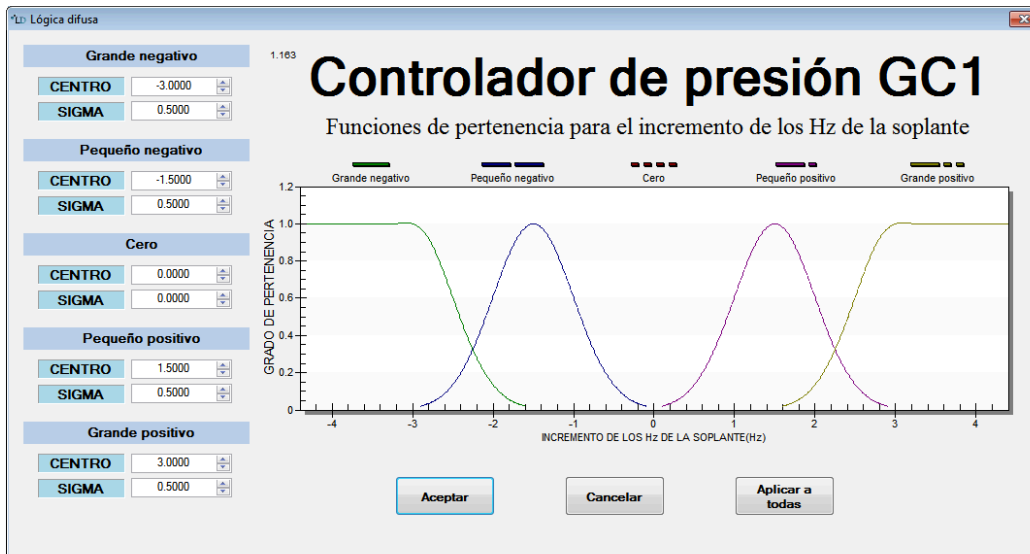 Lógica difusa
Grande negativo
CENTRO -3.0000
SIGMA 0.5000
Pequeño negativo
CENTRO -1.5000
SIGMA 0.5000
Cero
CENTRO 0.0000
SIGMA 0.0000
Pequeño positivo
CENTRO 1.5000
SIGMA 0.5000
Grande positivo
CENTRO 3.0000
SIGMA 0.5000
1.163
Controlador de presión GC1
Funciones de pertenencia para el incremento de los Hz de la soplante
Grande negativo Pequeño negativo Cero Pequeño positivo Grande positivo
GRADO DE PERTENENCIA
1.2
1.0
0.8
0.6
0.4
0.2
0
-4 -3 -2 -1 0 1 2 3 4
INCREMENTO DE LOS Hz DE LA SOPLANTE(Hz)
Aceptar Cancelar Aplicar a
todas